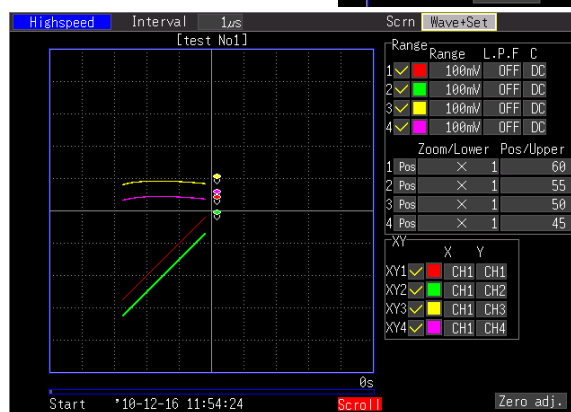 Highspeed Interval 1µs Scrn Wave+Set
[test No1]
Range
Range L.P.F C
1 100mV OFF DC
2 100mV OFF DC
3 100mV OFF DC
4 100mV OFF DC
Zoom/Lower Pos/Upper
1 Pos × 1 60
2 Pos × 1 55
3 Pos × 1 50
4 Pos × 1 45
XY
X Y
XY1 CH1 CH1
XY2 CH1 CH2
XY3 CH1 CH3
XY4 CH1 CH4
0s
Start '10-12-16 11:54:24 Scroll Zero adj.